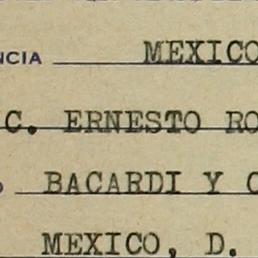 NCIA MEXICO
C. ERNESTO RO
BACARDI Y C
MEXICO, D.